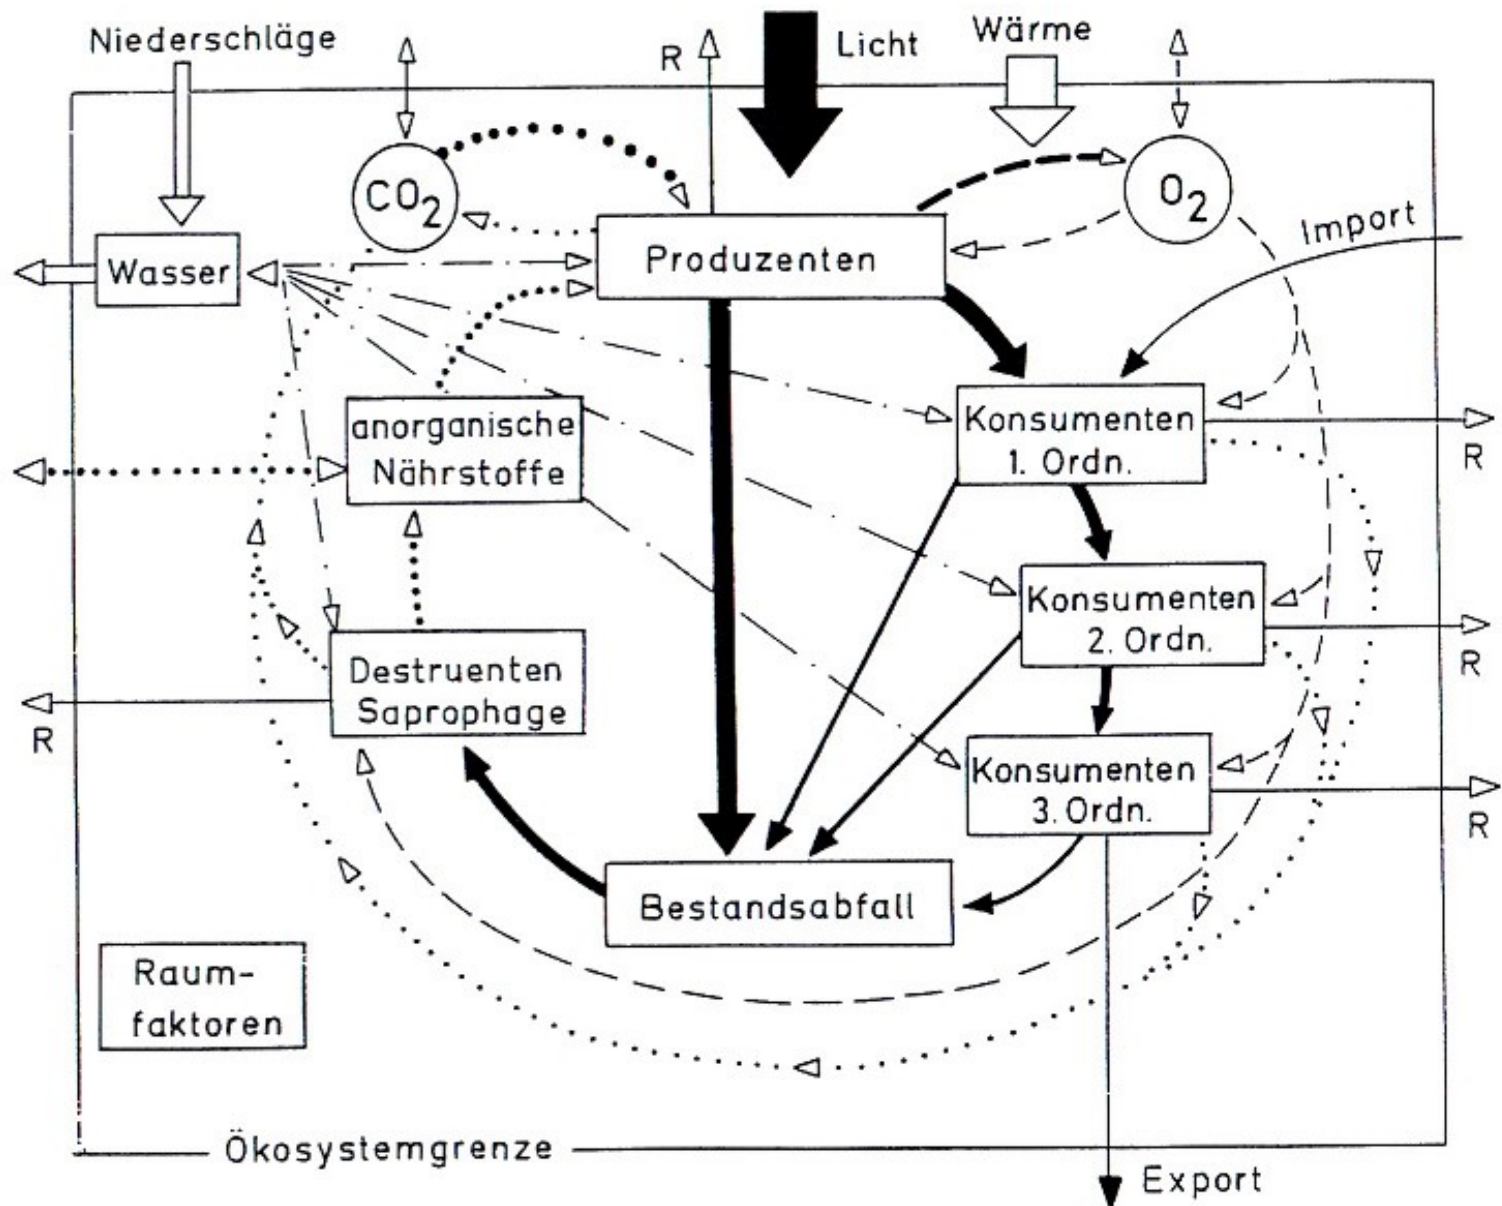 Niederschläge
R
Licht
Wärme
CO2
O2
Import
Wasser
Produzenten
anorganische
Nährstoffe
Konsumenten
1. Ordn.
R
Konsumenten
2. Ordn.
R
Destruenten
Saprophage
R
Konsumenten
3. Ordn.
R
Bestandsabfall
Raum-
faktoren
Ökosystemgrenze
Export